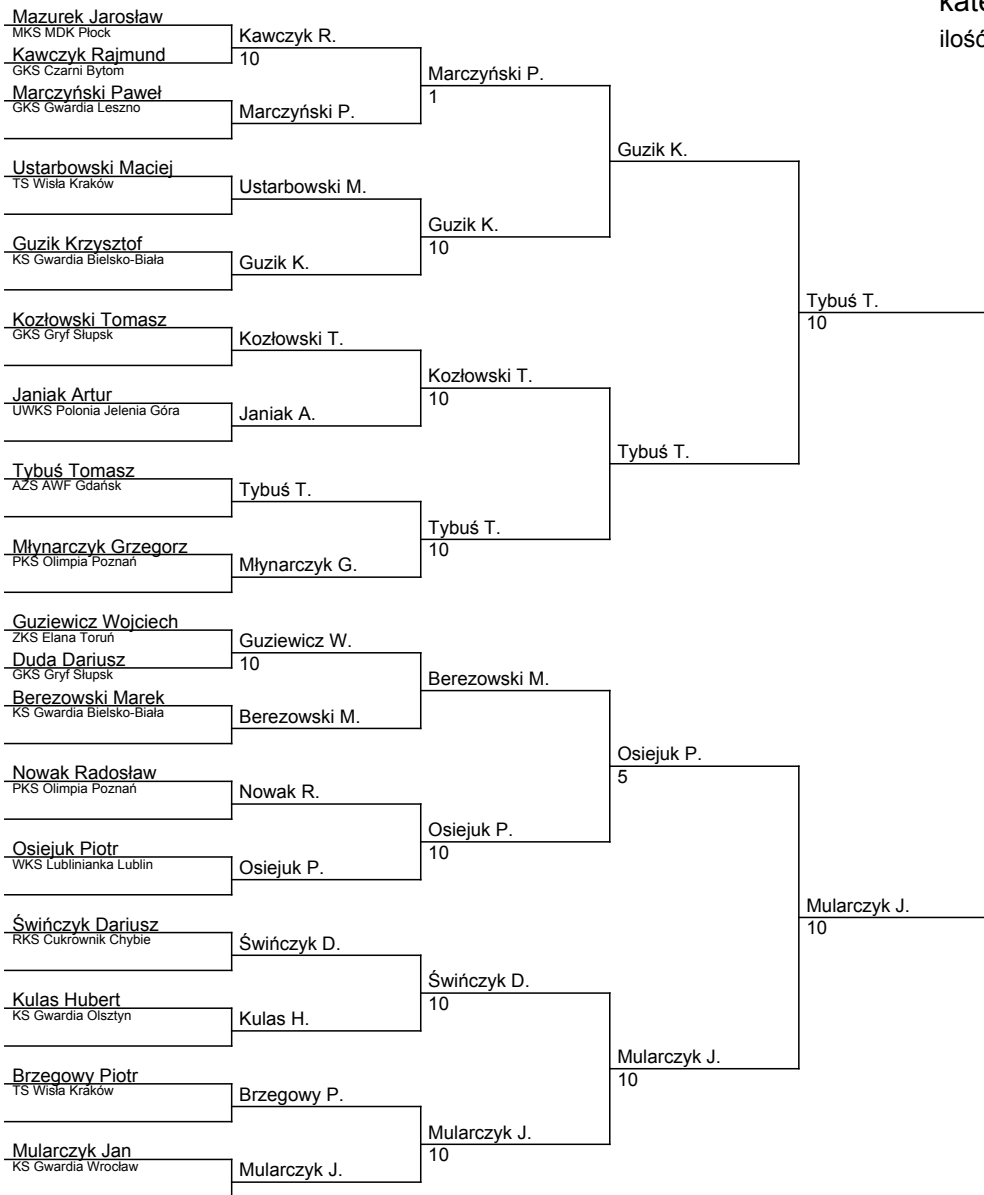 kate
ilość
Mazurek Jarosław
MKS MDK Płock
Kawczyk Rajmund
GKS Czarni Bytom
Marczyński Paweł
GKS Gwardia Leszno
Ustarbowski Maciej
TS Wisła Kraków
Guzik Krzysztof
KS Gwardia Bielsko-Biała
Kozłowski Tomasz
GKS Gryf Słupsk
Janiak Artur
UWKS Polonia Jelenia Góra
Tybuś Tomasz
AZS AWF Gdańsk
Młynarczyk Grzegorz
PKS Olimpia Poznań
Guziewicz Wojciech
ZKS Elana Toruń
Duda Dariusz
GKS Gryf Słupsk
Berezowski Marek
KS Gwardia Bielsko-Biała
Nowak Radosław
PKS Olimpia Poznań
Osiejuk Piotr
WKS Lublinianka Lublin
Świńczyk Dariusz
RKS Cukrownik Chybie
Kulas Hubert
KS Gwardia Olsztyn
Brzegowy Piotr
TS Wisła Kraków
Mularczyk Jan
KS Gwardia Wrocław
Kawczyk R.
10
Marczyński P.
Ustarbowski M.
Guzik K.
Kozłowski T.
Janiak A.
Tybuś T.
Młynarczyk G.
Guziewicz W.
10
Berezowski M.
Nowak R.
Osiejuk P.
Świńczyk D.
Kulas H.
Brzegowy P.
Mularczyk J.
Marczyński P.
1
Guzik K.
10
Kozłowski T.
10
Tybuś T.
10
Berezowski M.
Osiejuk P.
10
Świńczyk D.
10
Mularczyk J.
10
Guzik K.
Tybuś T.
Osiejuk P.
5
Mularczyk J.
10
Tybuś T.
10
Mularczyk J.
10